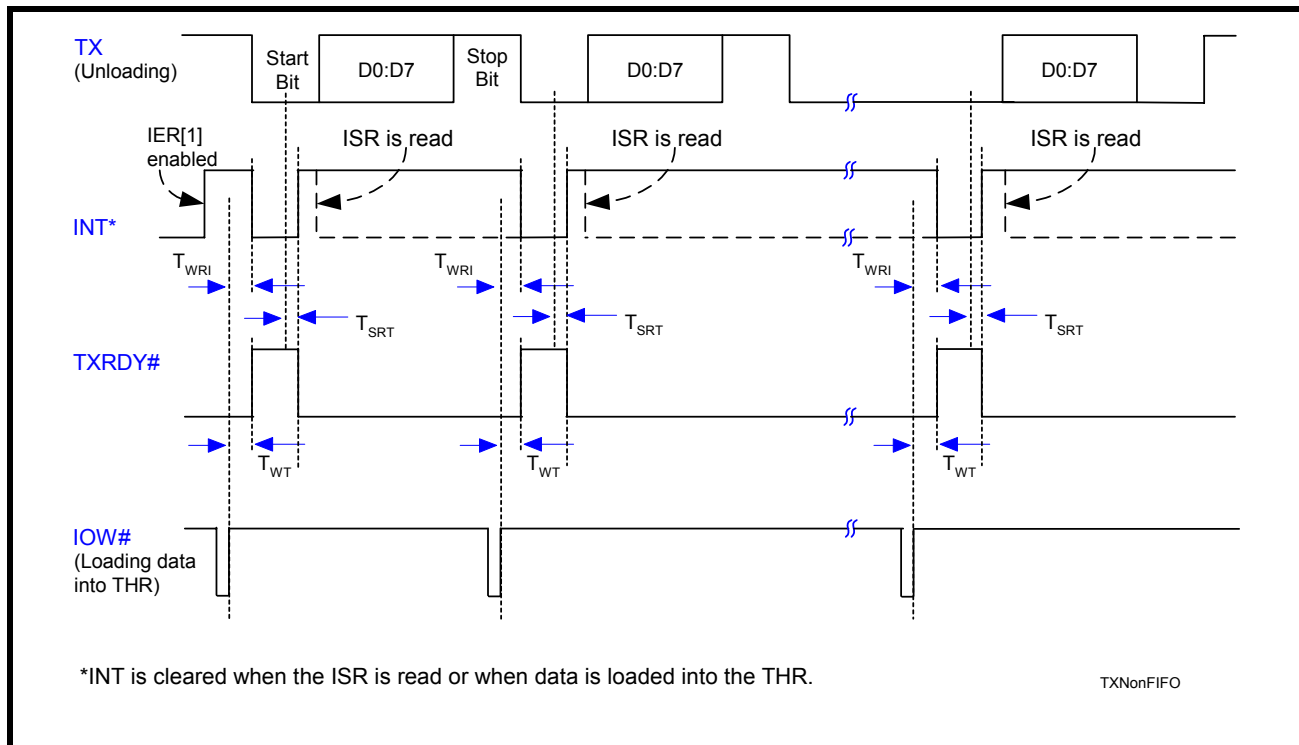 TX
(Unloading)
Start
Bit
D0:D7
Stop
Bit
D0:D7
D0:D7
IER[1]
enabled
ISR is read
ISR is read
ISR is read
INT*
TWRI
TWRI
TWRI
TSRT
TSRT
TSRT
TXRDY#
TWT
TWT
TWT
IOW#
(Loading data
into THR)
*INT is cleared when the ISR is read or when data is loaded into the THR.
TXNonFIFO